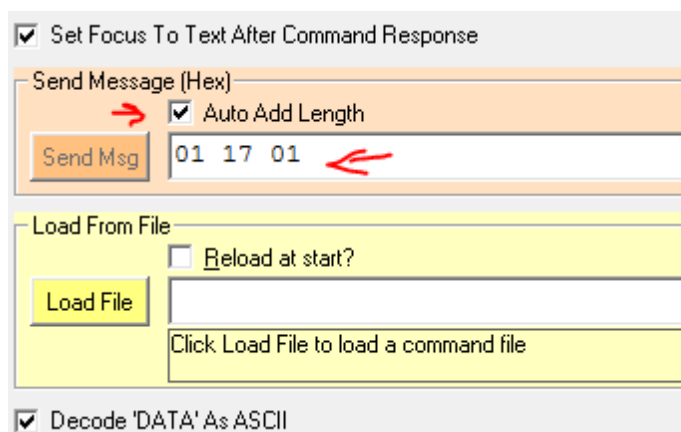 Set Focus To Text After Command Response
Send Message (Hex)
Auto Add Length
Send Msg 01 17 01
Load From File
Reload at start?
Load File
Click Load File to load a command file
Decode 'DATA' As ASCII